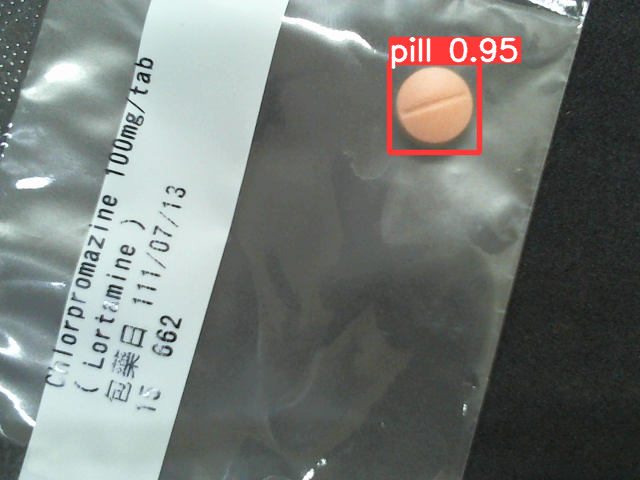 pill 0.95
Chlorpromazine 100mg/tab
( Lortamine )
包藥日 111/07/13
15 662